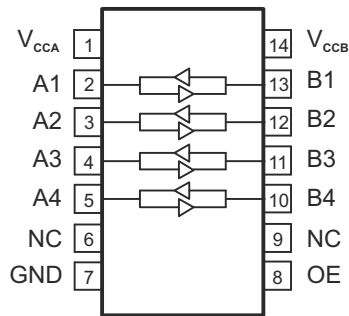 VCCA 1 14 VCCB
A1 2 13 B1
A2 3 12 B2
A3 4 11 B3
A4 5 10 B4
NC 6 9 NC
GND 7 8 OE